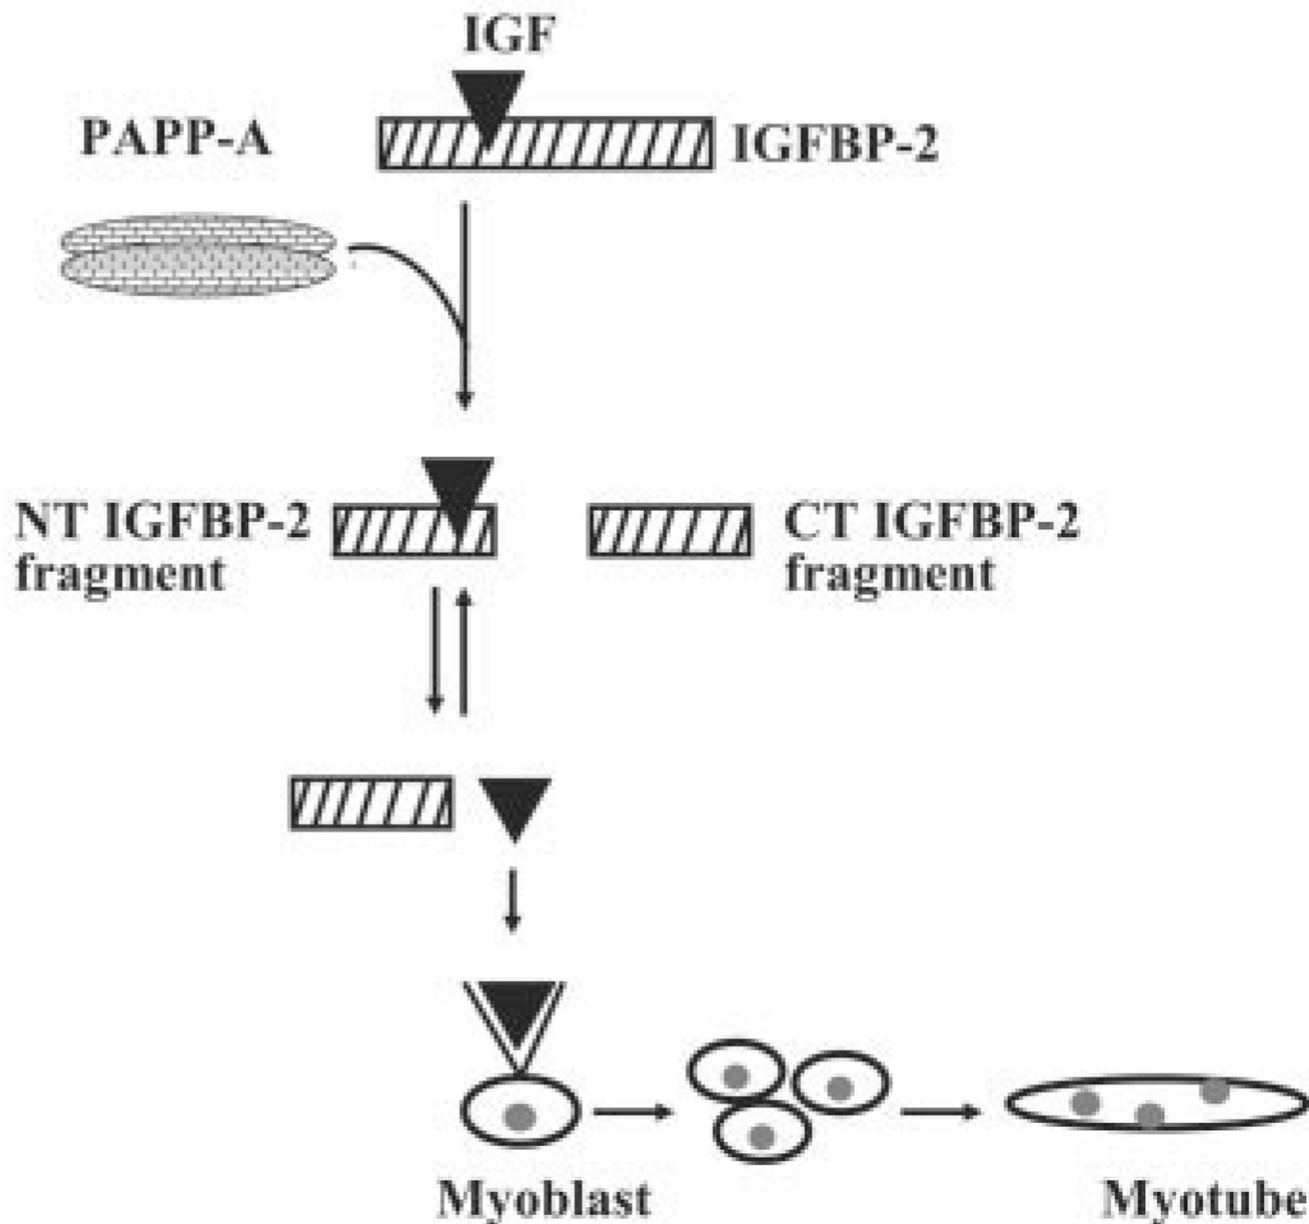 IGF
PAPP-A
IGFBP-2
NT IGFBP-2
fragment
CT IGFBP-2
fragment
Myoblast
Myotube